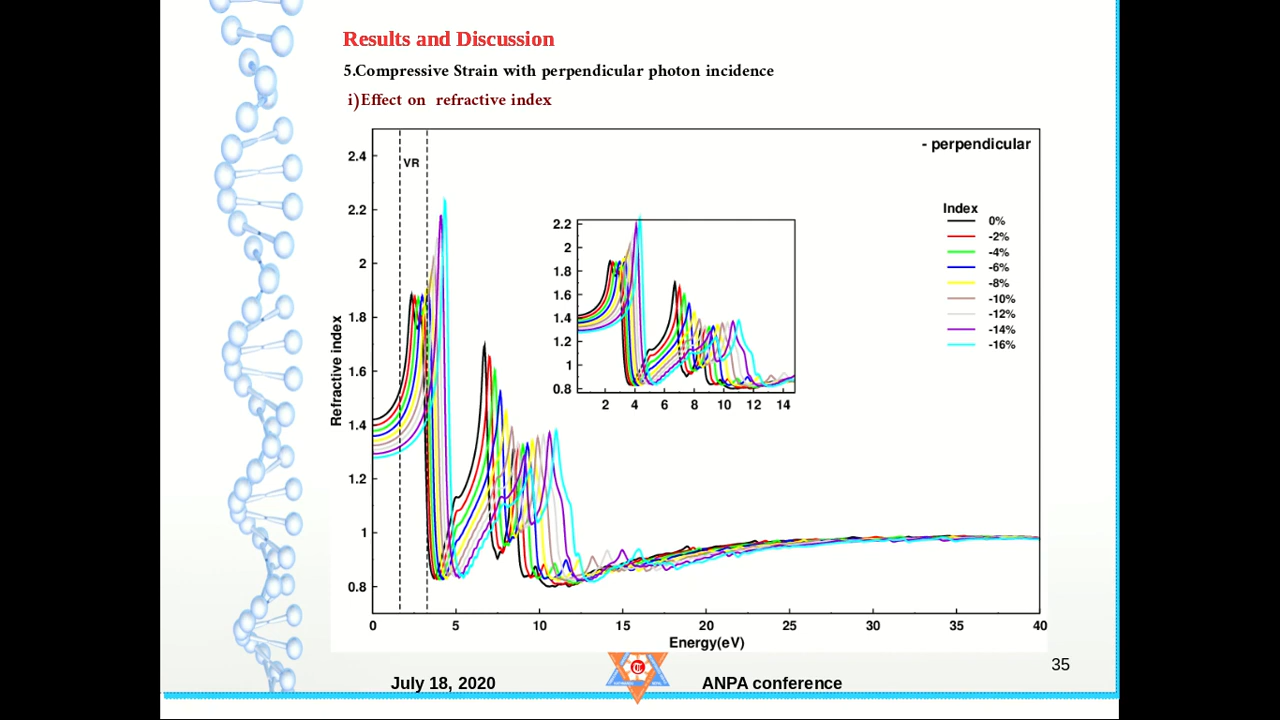 Results and Discussion
5.Compressive Strain with perpendicular photon incidence
i)Effect on refractive index
- perpendicular
VR
Index
0%
-2%
-4%
-6%
-8%
-10%
-12%
-14%
-16%
Refractive index
2.4
2.2
2
1.8
1.6
1.4
1.2
1
0.8
2.2
2
1.8
1.6
1.4
1.2
1
0.8
2 4 6 8 10 12 14
0 5 10 15 20 25 30 35 40
Energy(eV)
35
July 18, 2020 ANPA conference